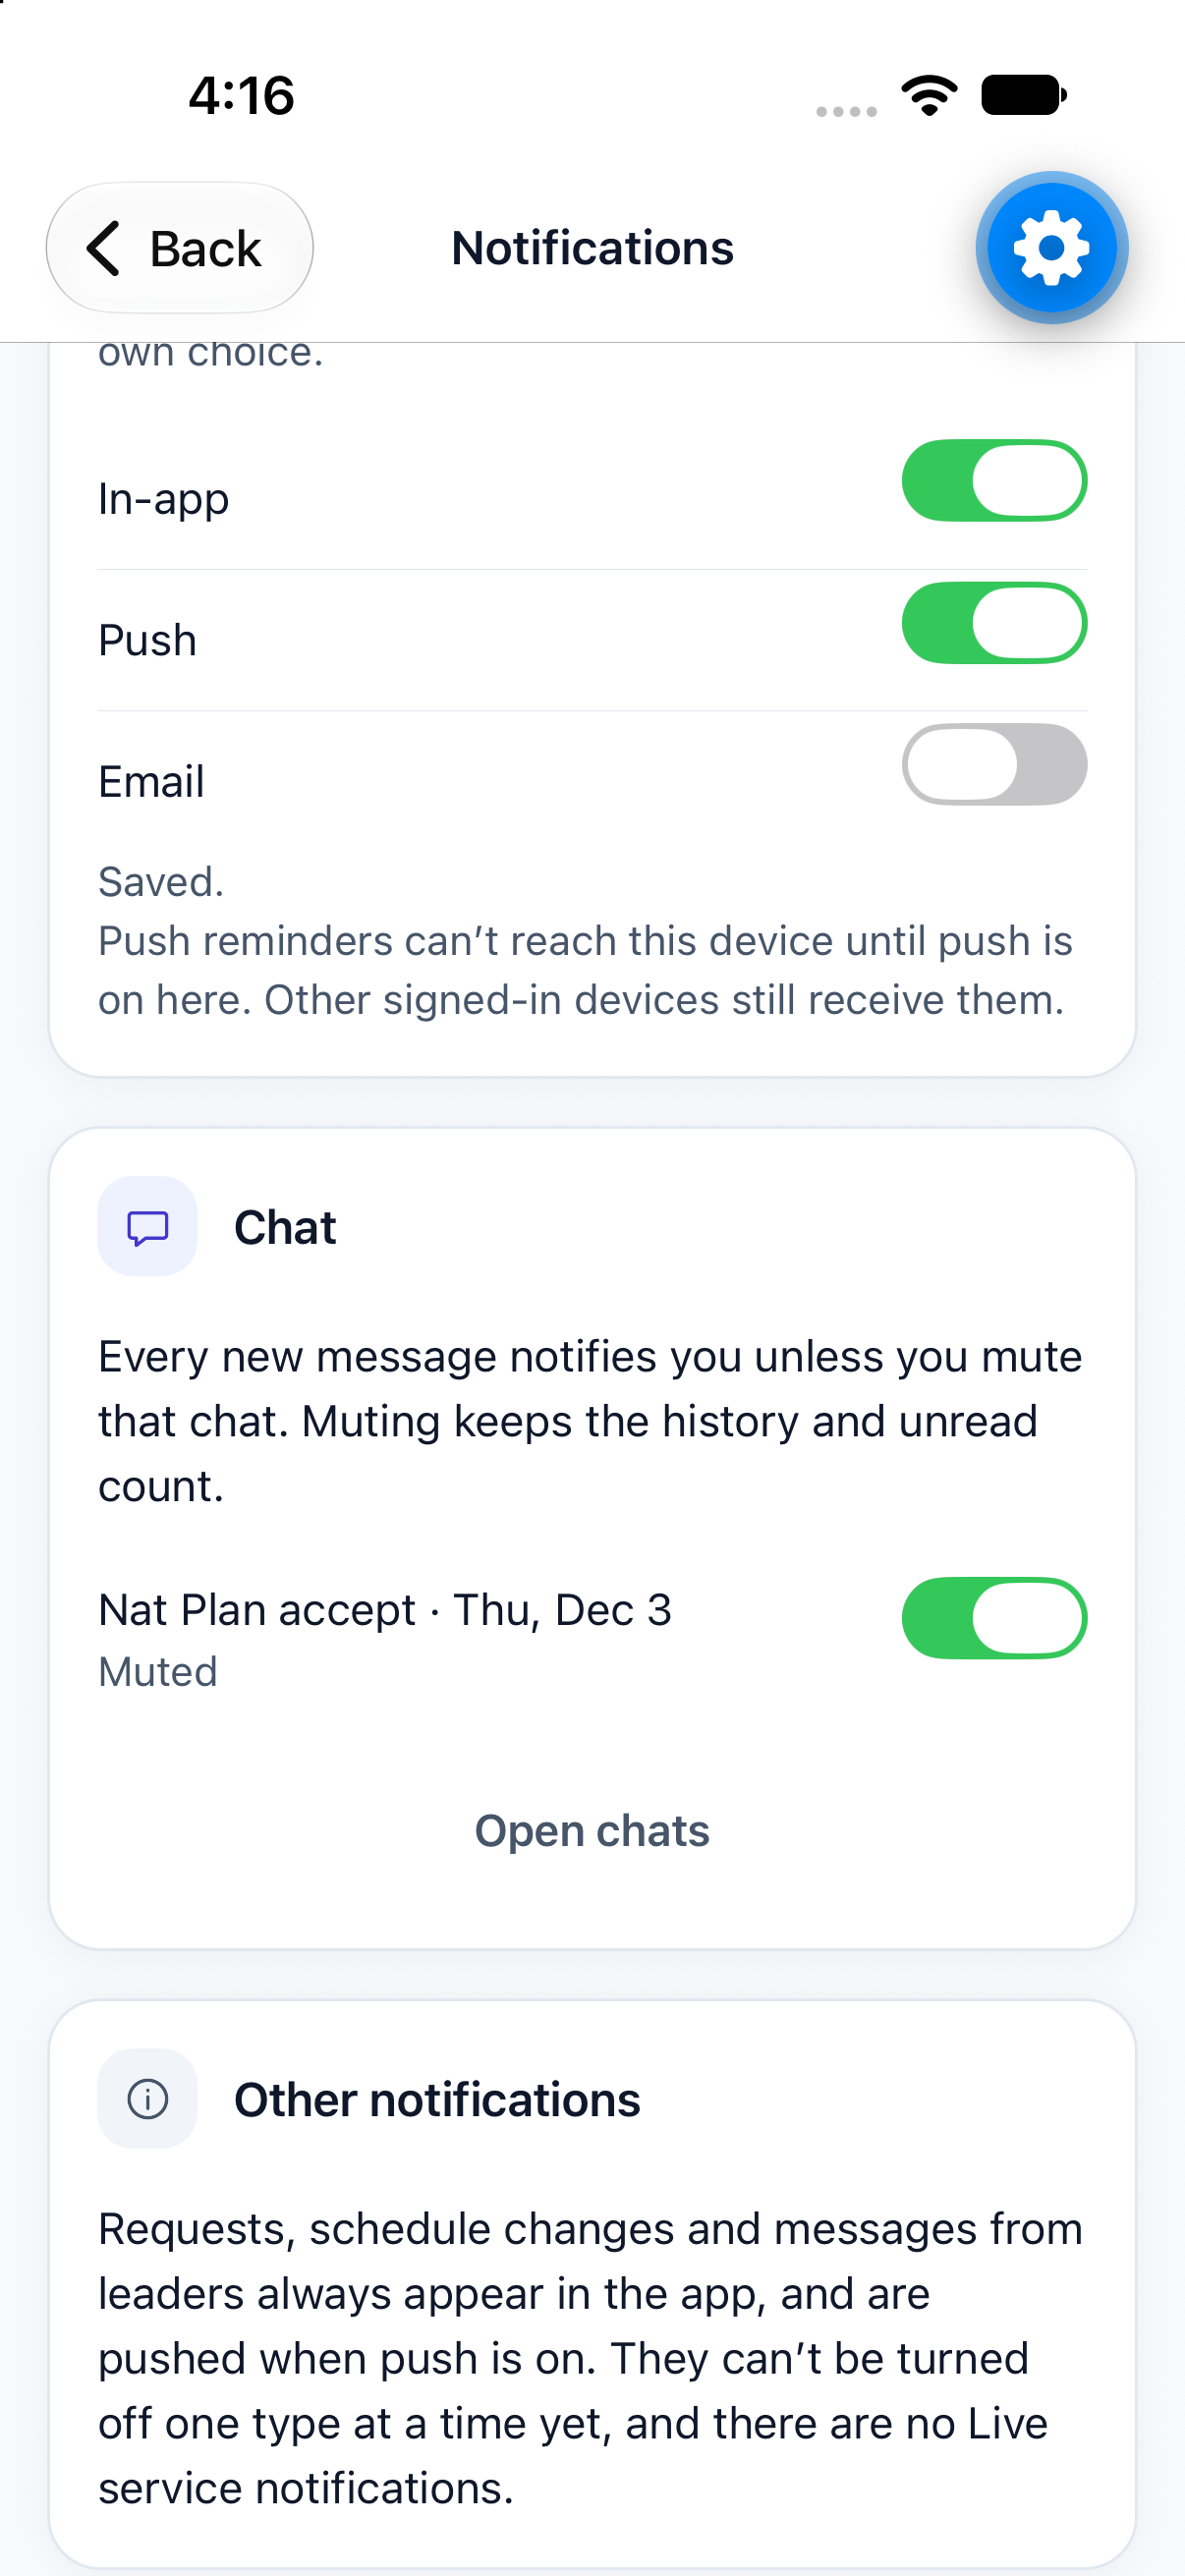 4:16
Back
Notifications
own choice.
In-app
Push
Email
Saved.
Push reminders can’t reach this device until push is
on here. Other signed-in devices still receive them.
Chat
Every new message notifies you unless you mute
that chat. Muting keeps the history and unread
count.
Nat Plan accept · Thu, Dec 3
Muted
Open chats
Other notifications
Requests, schedule changes and messages from
leaders always appear in the app, and are
pushed when push is on. They can’t be turned
off one type at a time yet, and there are no Live
service notifications.